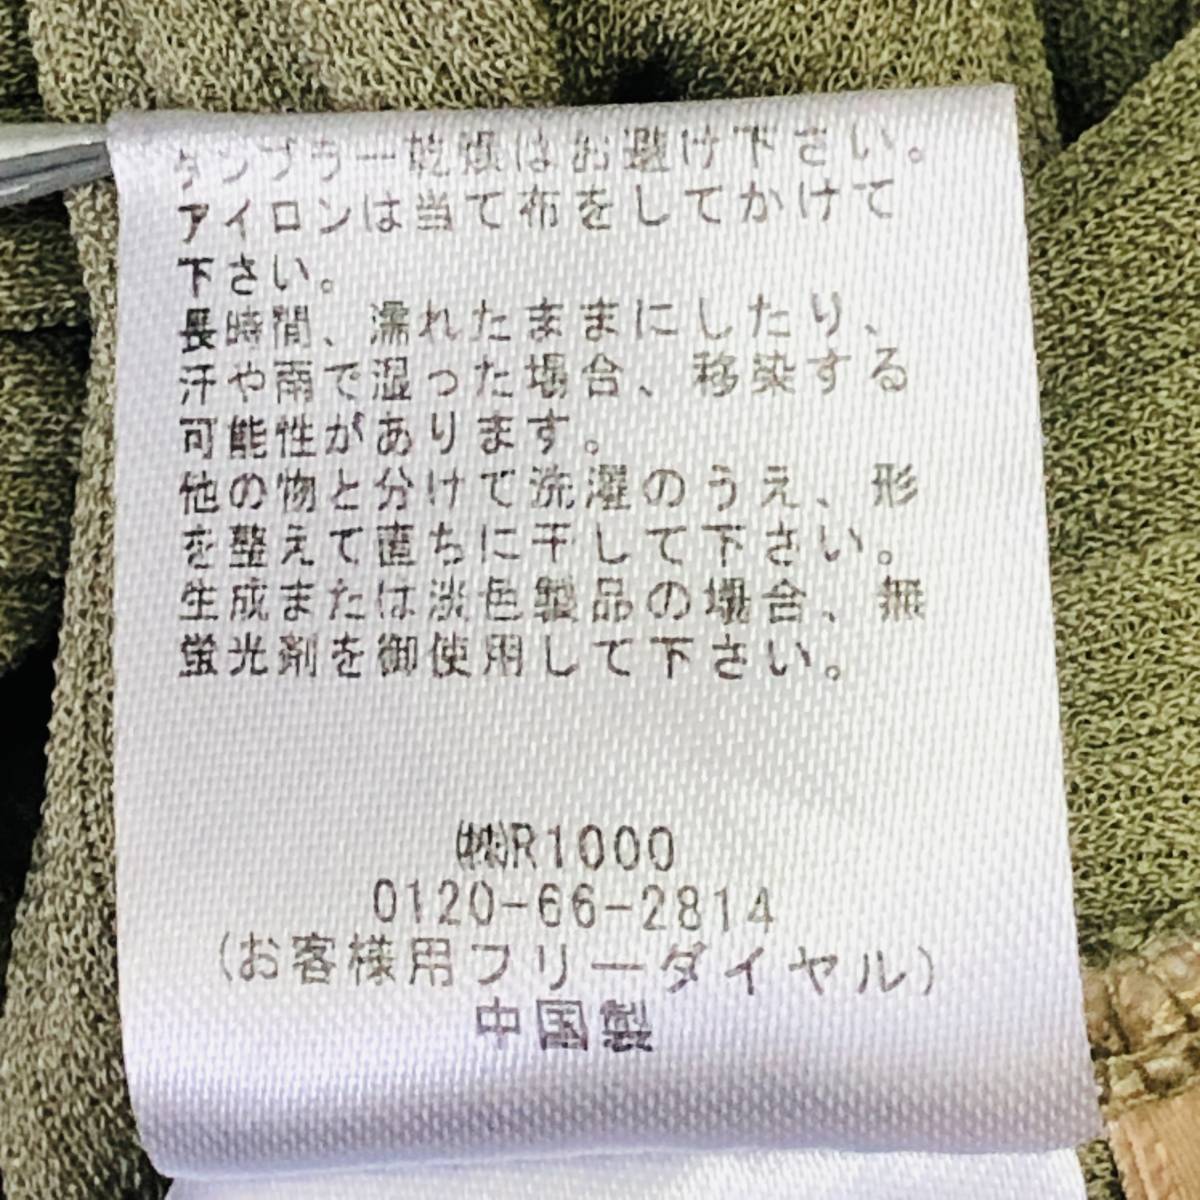 タンブラー乾燥はお避け下さい。
アイロンは当て布をしてかけて
下さい。
長時間、濡れたままにしたり、
汗や雨で湿った場合、移染する
可能性があります。
他の物と分けて洗濯のうえ、形
を整えて直ちに干して下さい。
生成または淡色製品の場合、無
蛍光剤を御使用して下さい。
㈱R1000
0120-66-2814
(お客様用フリーダイヤル)
中国製